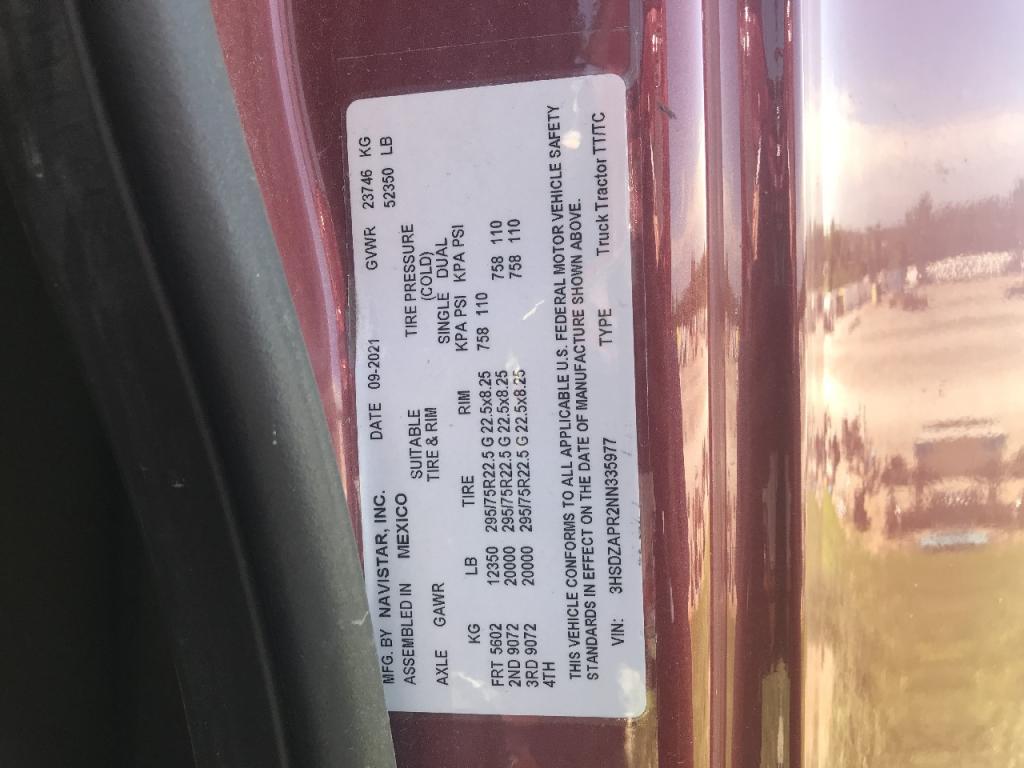 MFG. BY NAVISTAR, INC. DATE 09-2021 GVWR 23746 KG
ASSEMBLED IN MEXICO 52350 LB
AXLE GAWR SUITABLE TIRE & RIM TIRE PRESSURE (COLD)
SINGLE DUAL
KG LB TIRE RIM KPA PSI KPA PSI
FRT 5602 12350 295/75R22.5 G 22.5x8.25 758 110
2ND 9072 20000 295/75R22.5 G 22.5x8.25 758 110
3RD 9072 20000 295/75R22.5 G 22.5x8.25 758 110
4TH
THIS VEHICLE CONFORMS TO ALL APPLICABLE U.S. FEDERAL MOTOR VEHICLE SAFETY
STANDARDS IN EFFECT ON THE DATE OF MANUFACTURE SHOWN ABOVE.
VIN: 3HSDZAPR2NN335977 TYPE Truck Tractor TT/TC